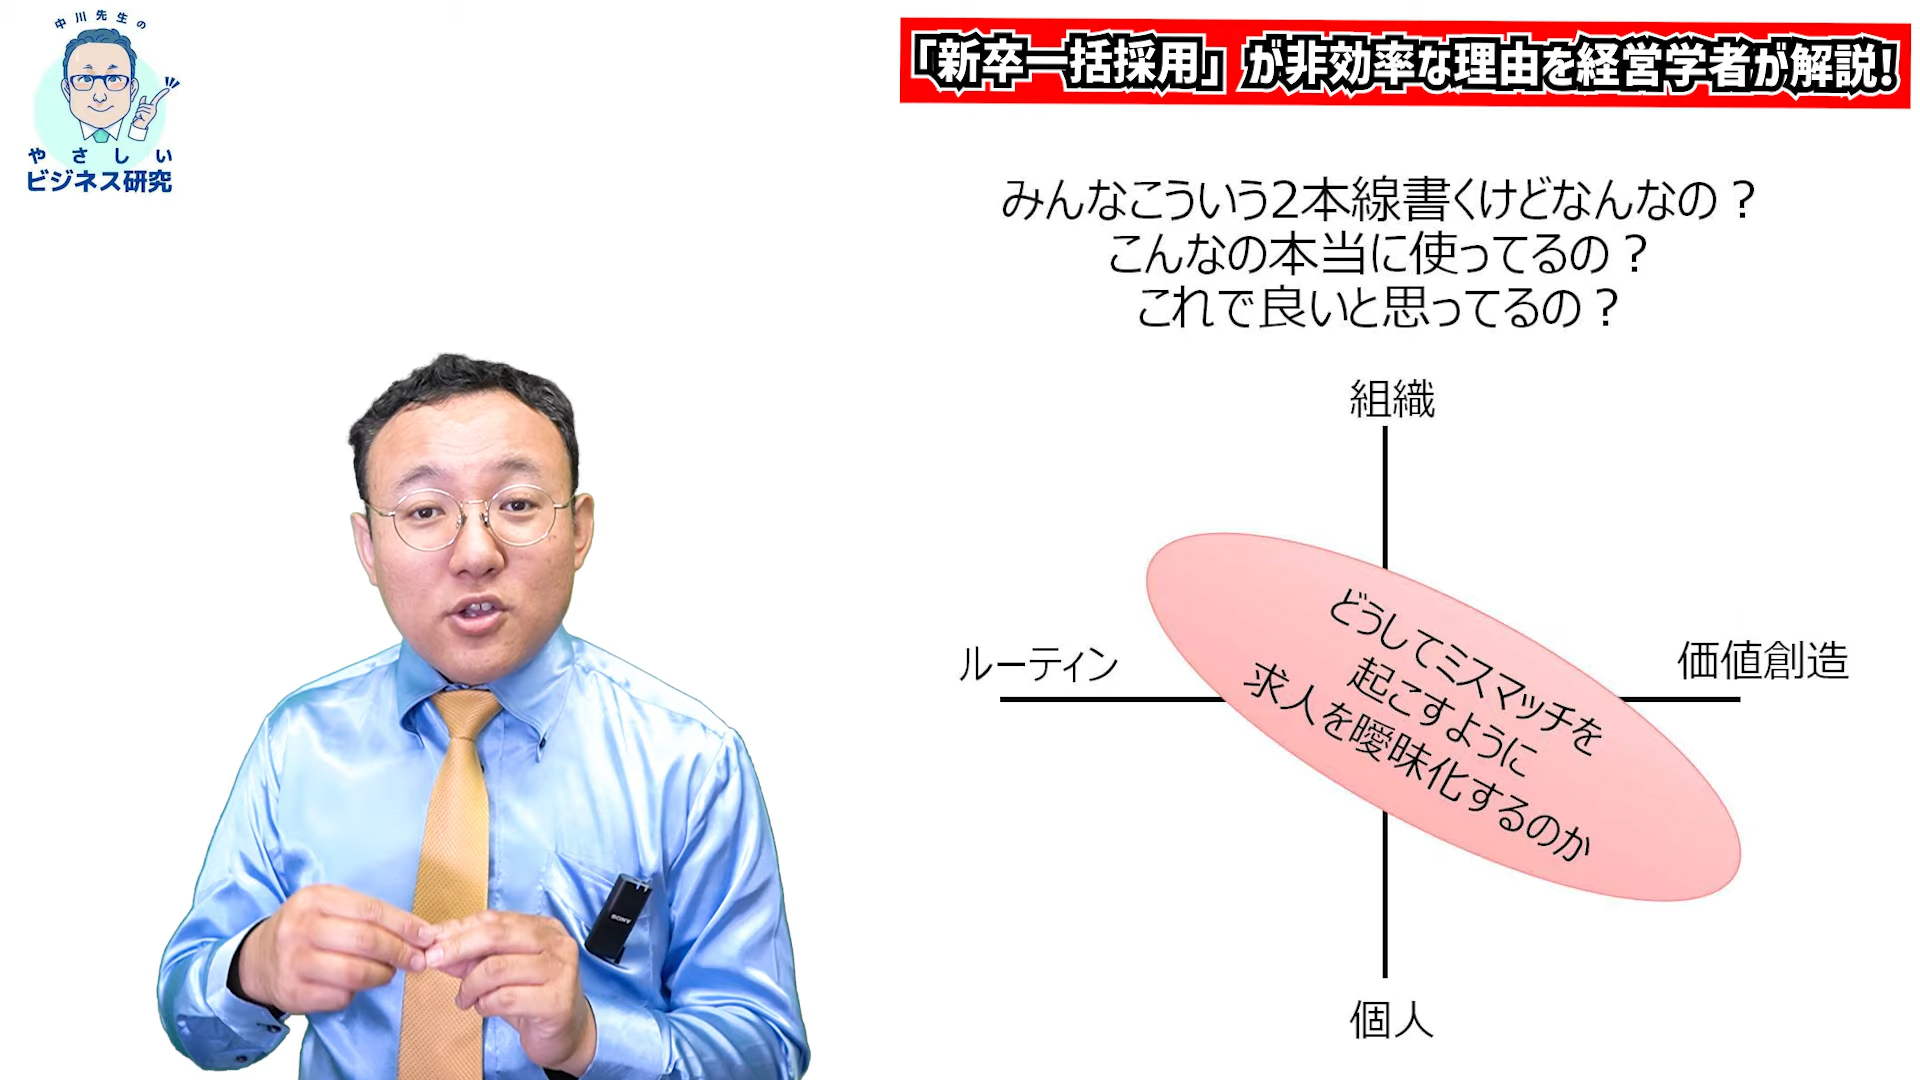 中川先生の
やさしい
ビジネス研究
「新卒一括採用」が非効率な理由を経営学者が解説!
みんなこういう2本線書くけどなんなの？
こんなの本当に使ってるの？
これで良いと思ってるの？
組織
ルーティン
価値創造
どうしてミスマッチを
起こすように
求人を曖昧化するのか
個人
SONY